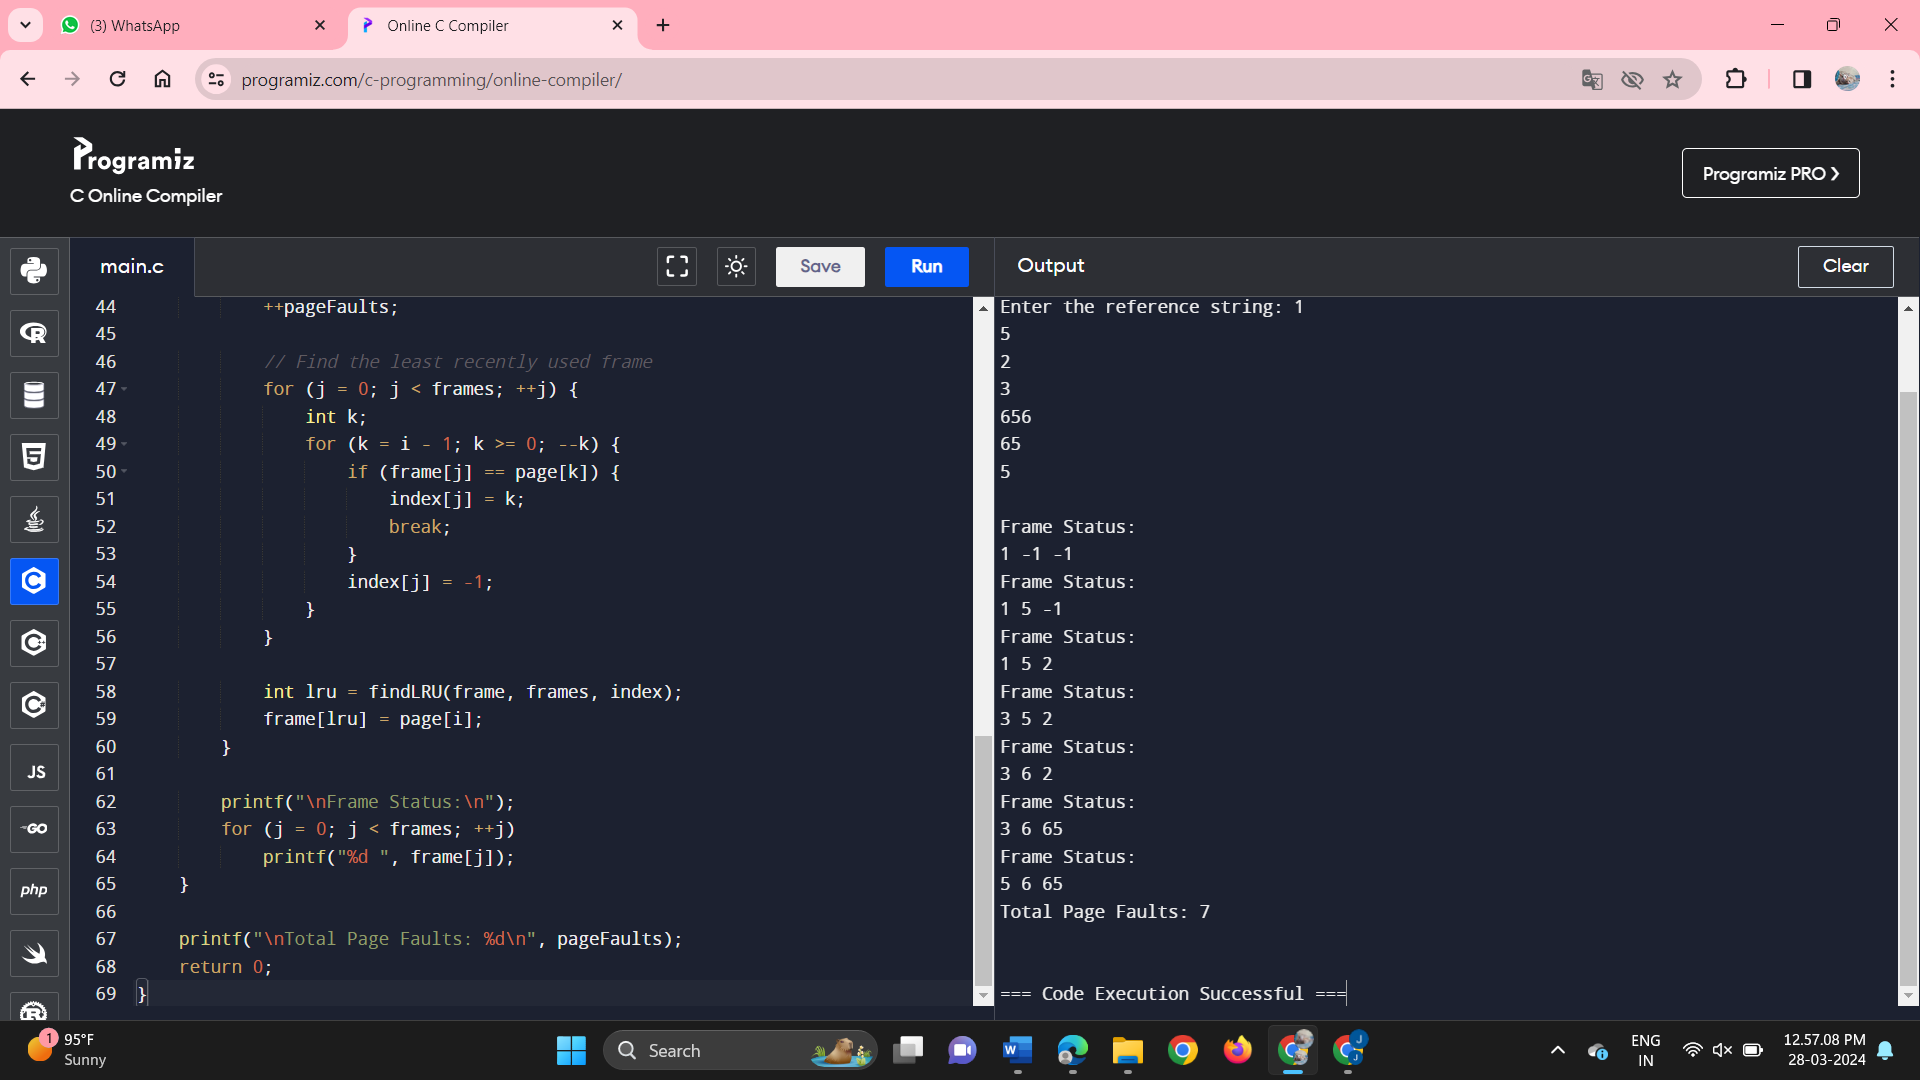 (3) WhatsApp
Online C Compiler
programiz.com/c-programming/online-compiler/
Programiz
C Online Compiler
Programiz PRO ❯
main.c
Save
Run
Output
Clear
JS
GO
php
44 ++pageFaults;
45
46 // Find the least recently used frame
47 for (j = 0; j < frames; ++j) {
48 int k;
49 for (k = i - 1; k >= 0; --k) {
50 if (frame[j] == page[k]) {
51 index[j] = k;
52 break;
53 }
54 index[j] = -1;
55 }
56 }
57
58 int lru = findLRU(frame, frames, index);
59 frame[lru] = page[i];
60 }
61
62 printf("\nFrame Status:\n");
63 for (j = 0; j < frames; ++j)
64 printf("%d ", frame[j]);
65 }
66
67 printf("\nTotal Page Faults: %d\n", pageFaults);
68 return 0;
69 }
Enter the reference string: 1
5
2
3
656
65
5
Frame Status:
1 -1 -1
Frame Status:
1 5 -1
Frame Status:
1 5 2
Frame Status:
3 5 2
Frame Status:
3 6 2
Frame Status:
3 6 65
Frame Status:
5 6 65
Total Page Faults: 7
=== Code Execution Successful ===
1
95°F
Sunny
Search
W
J
J
ENG
IN
12.57.08 PM
28-03-2024